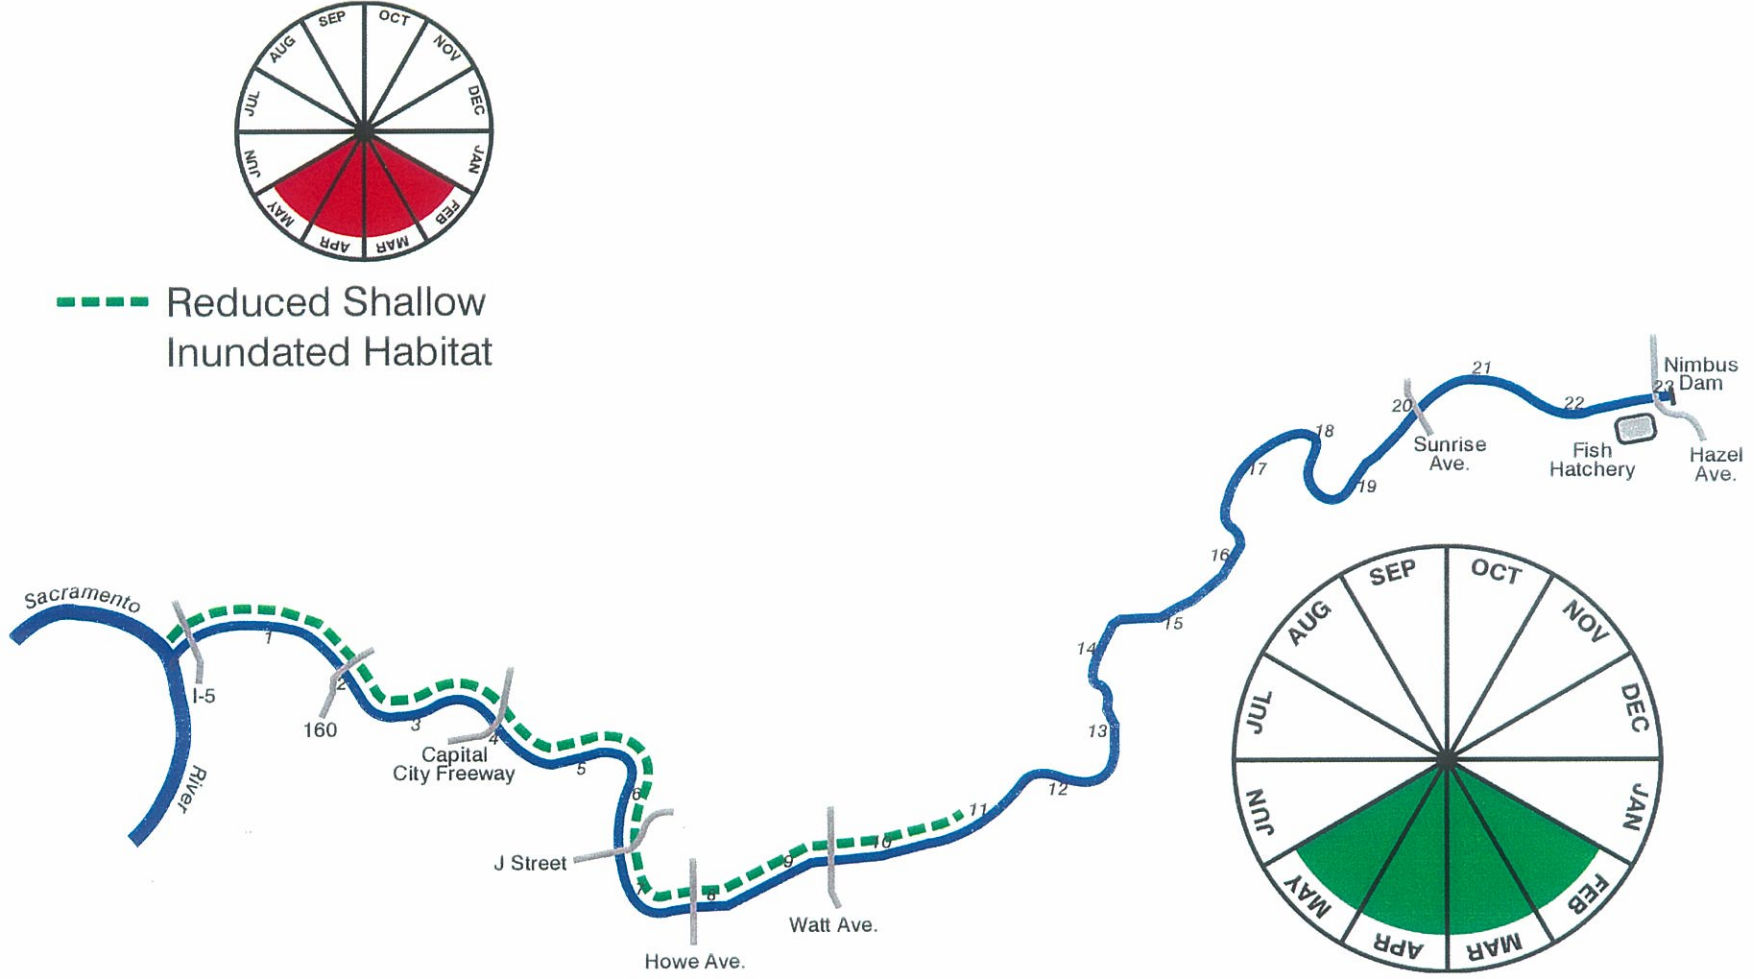 SEP
OCT
NOV
DEC
JAN
FEB
MAR
APR
MAY
JUN
JUL
AUG
Reduced Shallow
Inundated Habitat
Sacramento
River
I-5
1
2
160
3
Capital
City Freeway
4
5
6
J Street
7
8
Howe Ave.
9
Watt Ave.
10
11
12
13
14
15
16
17
18
19
20
Sunrise
Ave.
21
22
Fish
Hatchery
23
Nimbus
Dam
Hazel
Ave.
SEP
OCT
NOV
DEC
JAN
FEB
MAR
APR
MAY
JUN
JUL
AUG